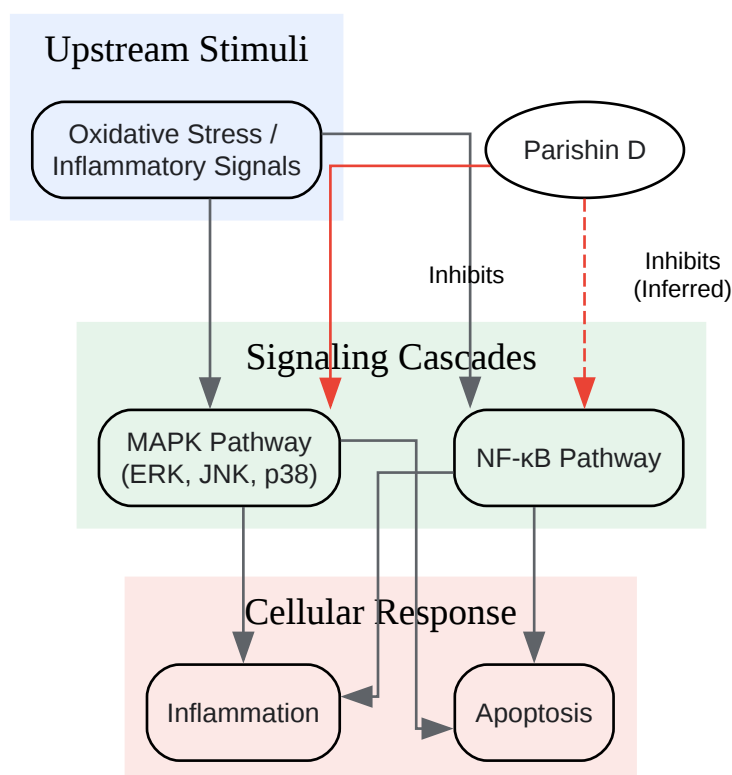 Upstream Stimuli
Oxidative Stress /
Inflammatory Signals
Parishin D
Inhibits
Inhibits
(Inferred)
Signaling Cascades
MAPK Pathway
(ERK, JNK, p38)
NF-κB Pathway
Cellular Response
Inflammation
Apoptosis